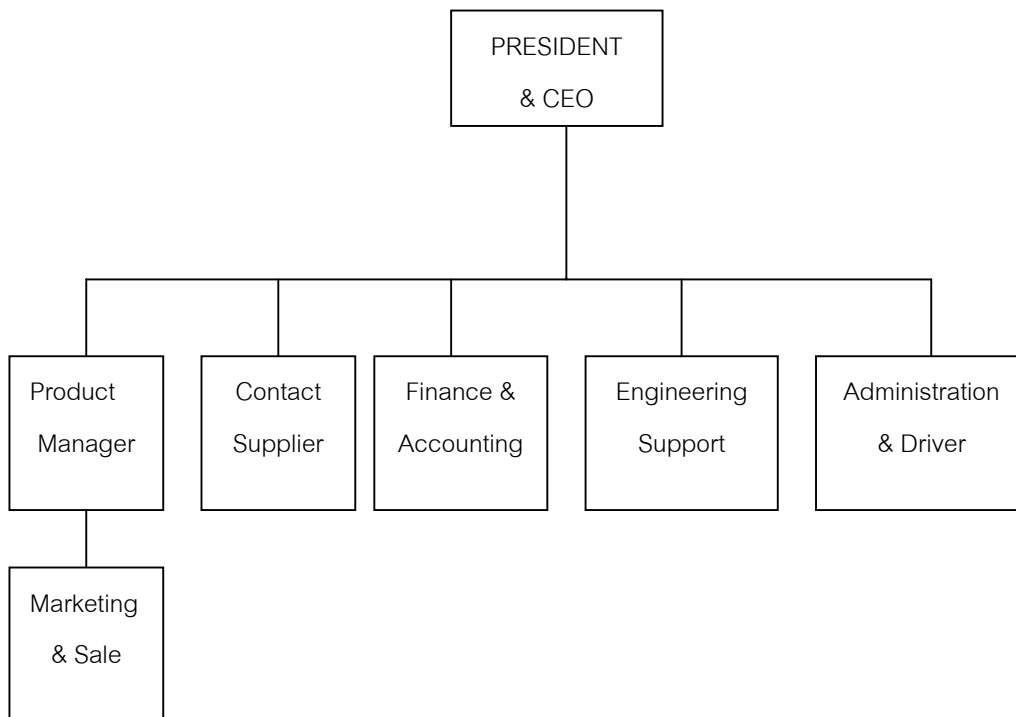 PRESIDENT
& CEO
Product
Manager
Contact
Supplier
Finance &
Accounting
Engineering
Support
Administration
& Driver
Marketing
& Sale